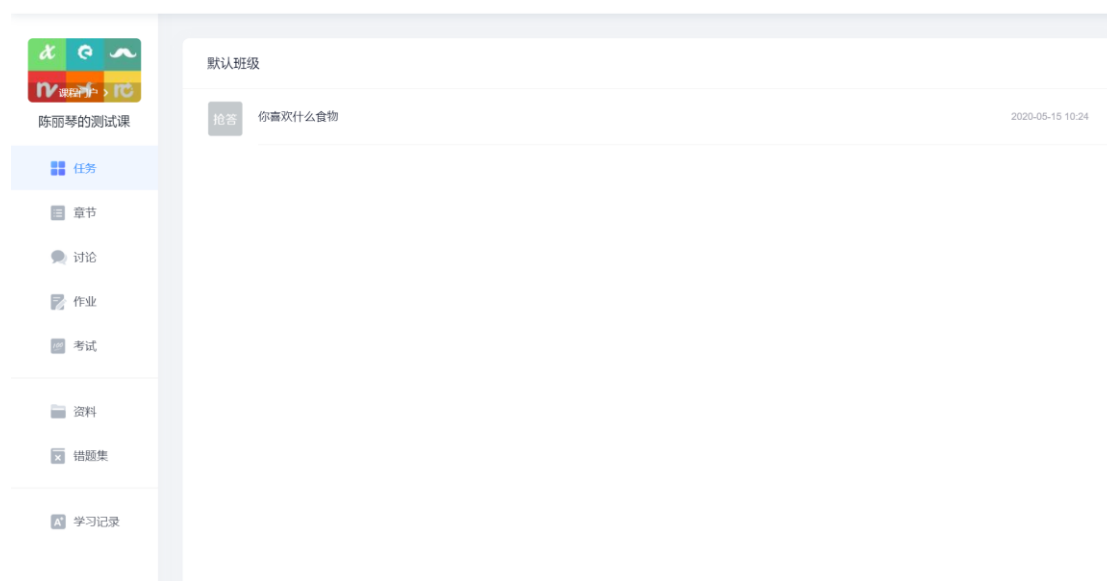 课程门户 >
陈丽琴的测试课
任务
章节
讨论
作业
考试
资料
错题集
学习记录
默认班级
抢答
你喜欢什么食物
2020-05-15 10:24